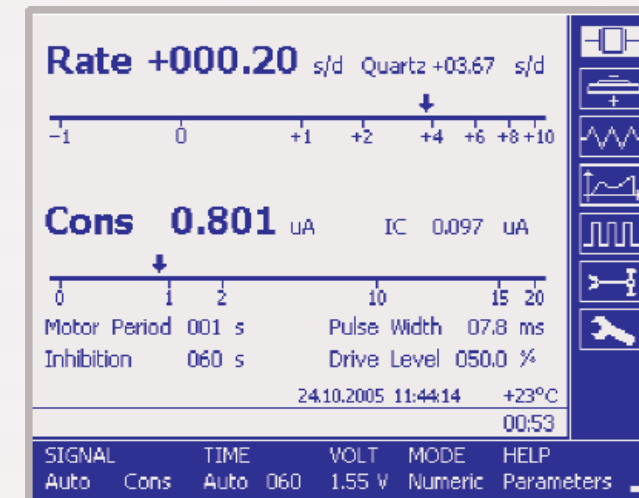 Rate +000.20 s/d Quartz +03.67 s/d
-1 0 +1 +2 +4 +6 +8 +10
Cons 0.801 uA IC 0.097 uA
0 1 2 10 15 20
Motor Period 001 s Pulse Width 07.8 ms
Inhibition 060 s Drive Level 050.0 %
24.10.2005 11:44:14 +23°C
00:53
SIGNAL TIME VOLT MODE HELP
Auto Cons Auto 060 1.55 V Numeric Parameters